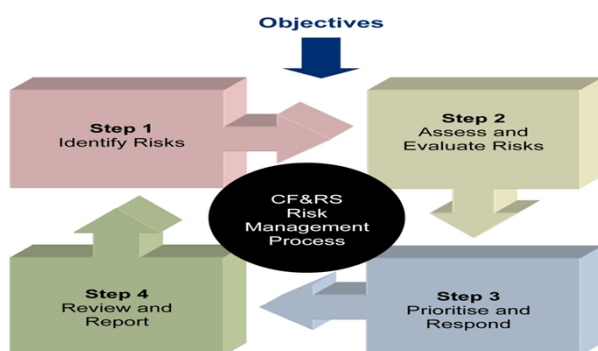 Objectives
Step 1
Identify Risks
Step 2
Assess and
Evaluate Risks
CF&RS
Risk
Management
Process
Step 3
Prioritise and
Respond
Step 4
Review and
Report